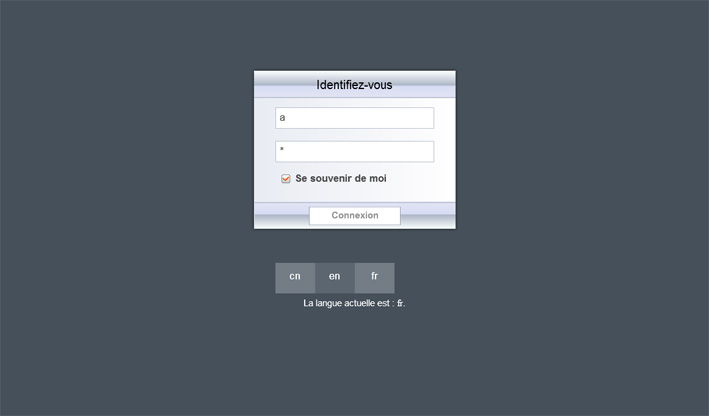 Identifiez-vous
a
*
Se souvenir de moi
Connexion
cn en fr
La langue actuelle est : fr.